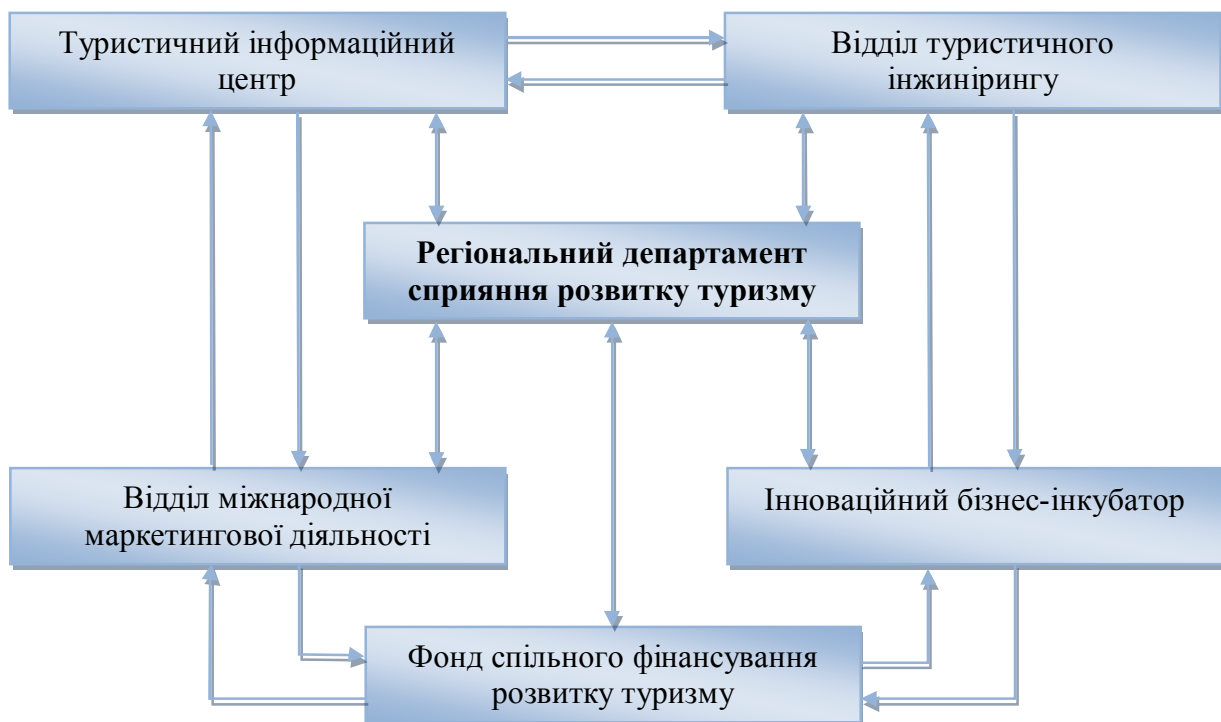 Туристичний інформаційний
центр
Відділ туристичного
інжинірингу
Регіональний департамент
сприяння розвитку туризму
Відділ міжнародної
маркетингової діяльності
Інноваційний бізнес-інкубатор
Фонд спільного фінансування
розвитку туризму